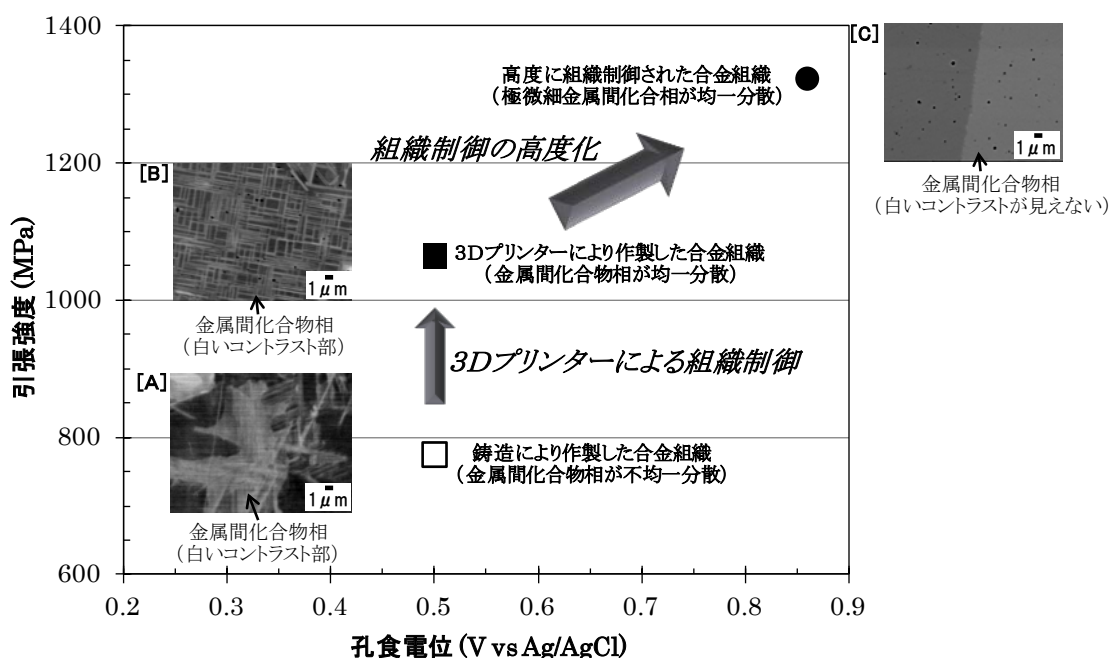 1400
1200
1000
800
600
引張強度 (MPa)
0.2
0.3
0.4
0.5
0.6
0.7
0.8
0.9
孔食電位 (V vs Ag/AgCl)
高度に組織制御された合金組織
(極微細金属間化合相が均一分散)
組織制御の高度化
3Dプリンターにより作製した合金組織
(金属間化合物相が均一分散)
3Dプリンターによる組織制御
鋳造により作製した合金組織
(金属間化合物相が不均一分散)
[B]
1μm
金属間化合物相
(白いコントラスト部)
[A]
1μm
金属間化合物相
(白いコントラスト部)
[C]
1μm
金属間化合物相
(白いコントラストが見えない)